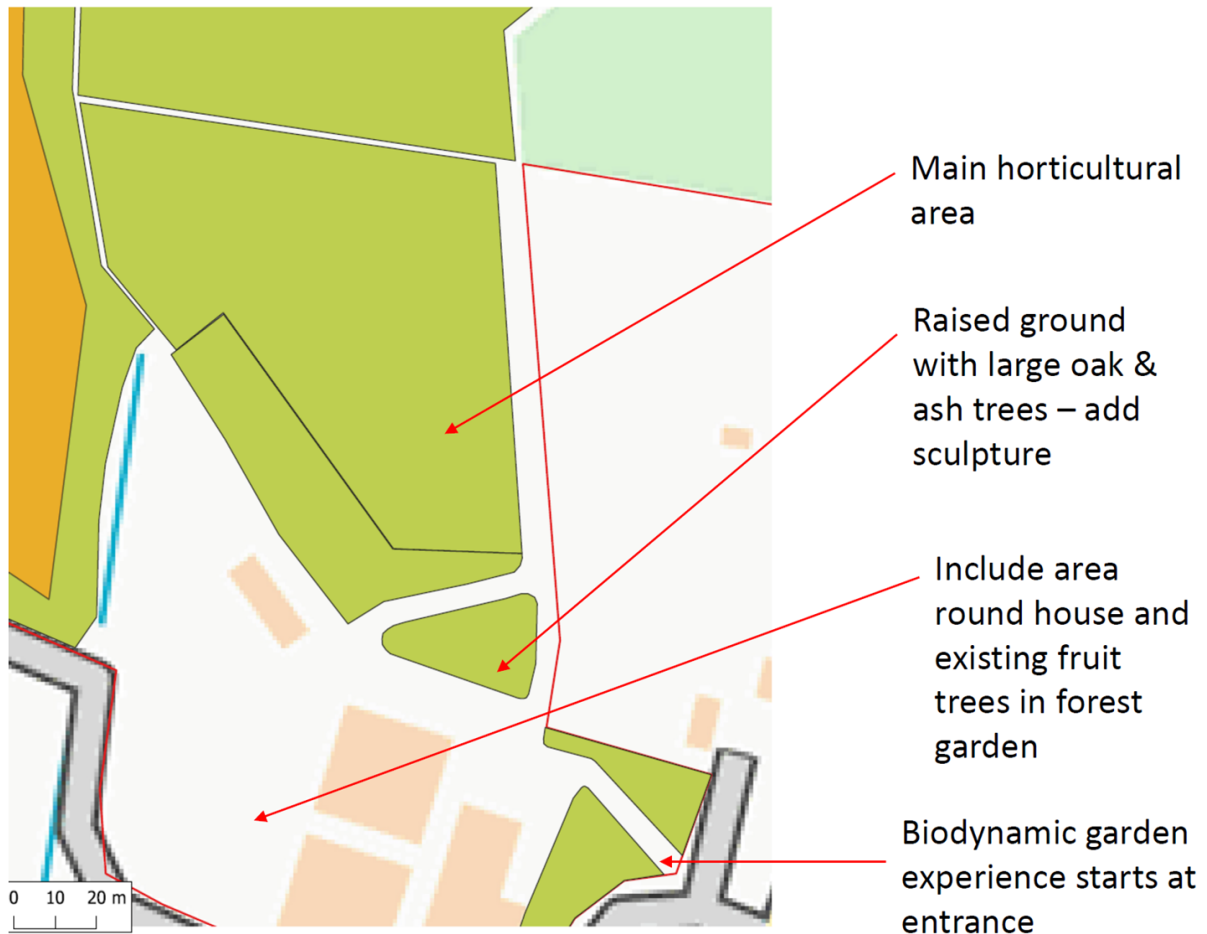 Main horticultural
area
Raised ground
with large oak &
ash trees – add
sculpture
Include area
round house and
existing fruit
trees in forest
garden
Biodynamic garden
experience starts at
entrance
0 10 20 m